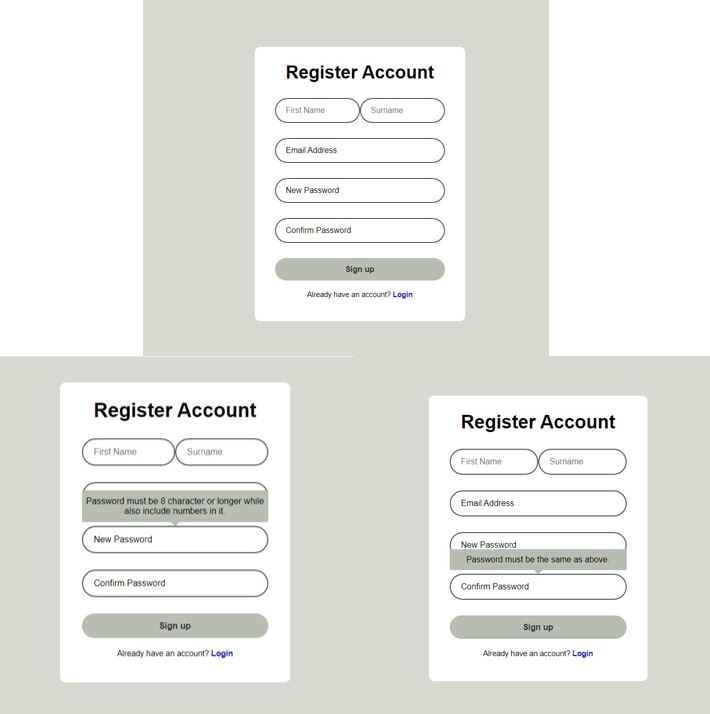 Register Account
First Name Surname
Email Address
New Password
Confirm Password
Sign up
Already have an account? Login
Register Account
First Name Surname
Password must be 8 character or longer while
also include numbers in it.
New Password
Confirm Password
Sign up
Already have an account? Login
Register Account
First Name Surname
Email Address
New Password
Password must be the same as above.
Confirm Password
Sign up
Already have an account? Login